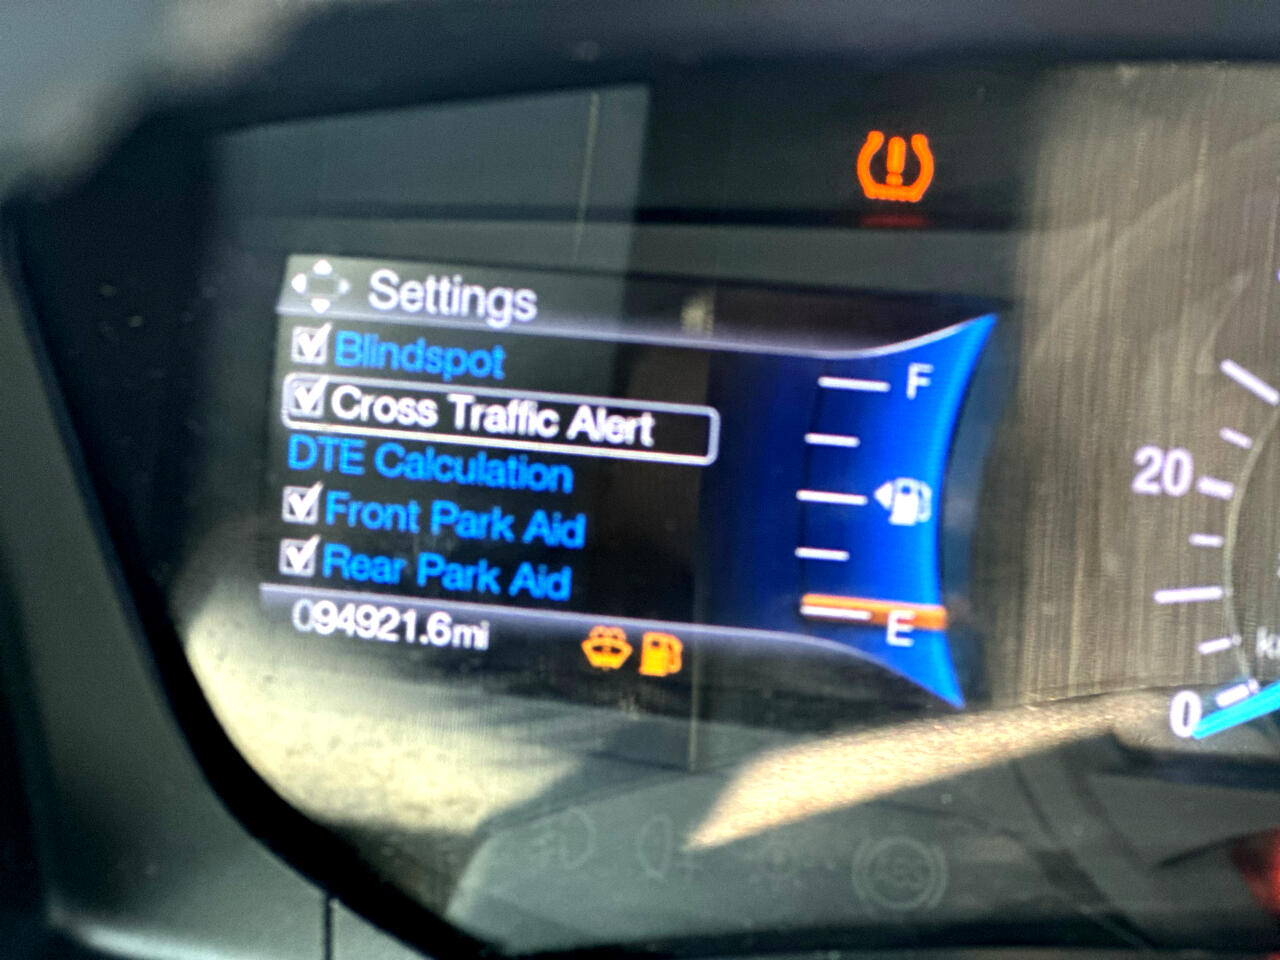 Settings
Blindspot
Cross Traffic Alert
DTE Calculation
Front Park Aid
Rear Park Aid
094921.6mi
F
E
20
0